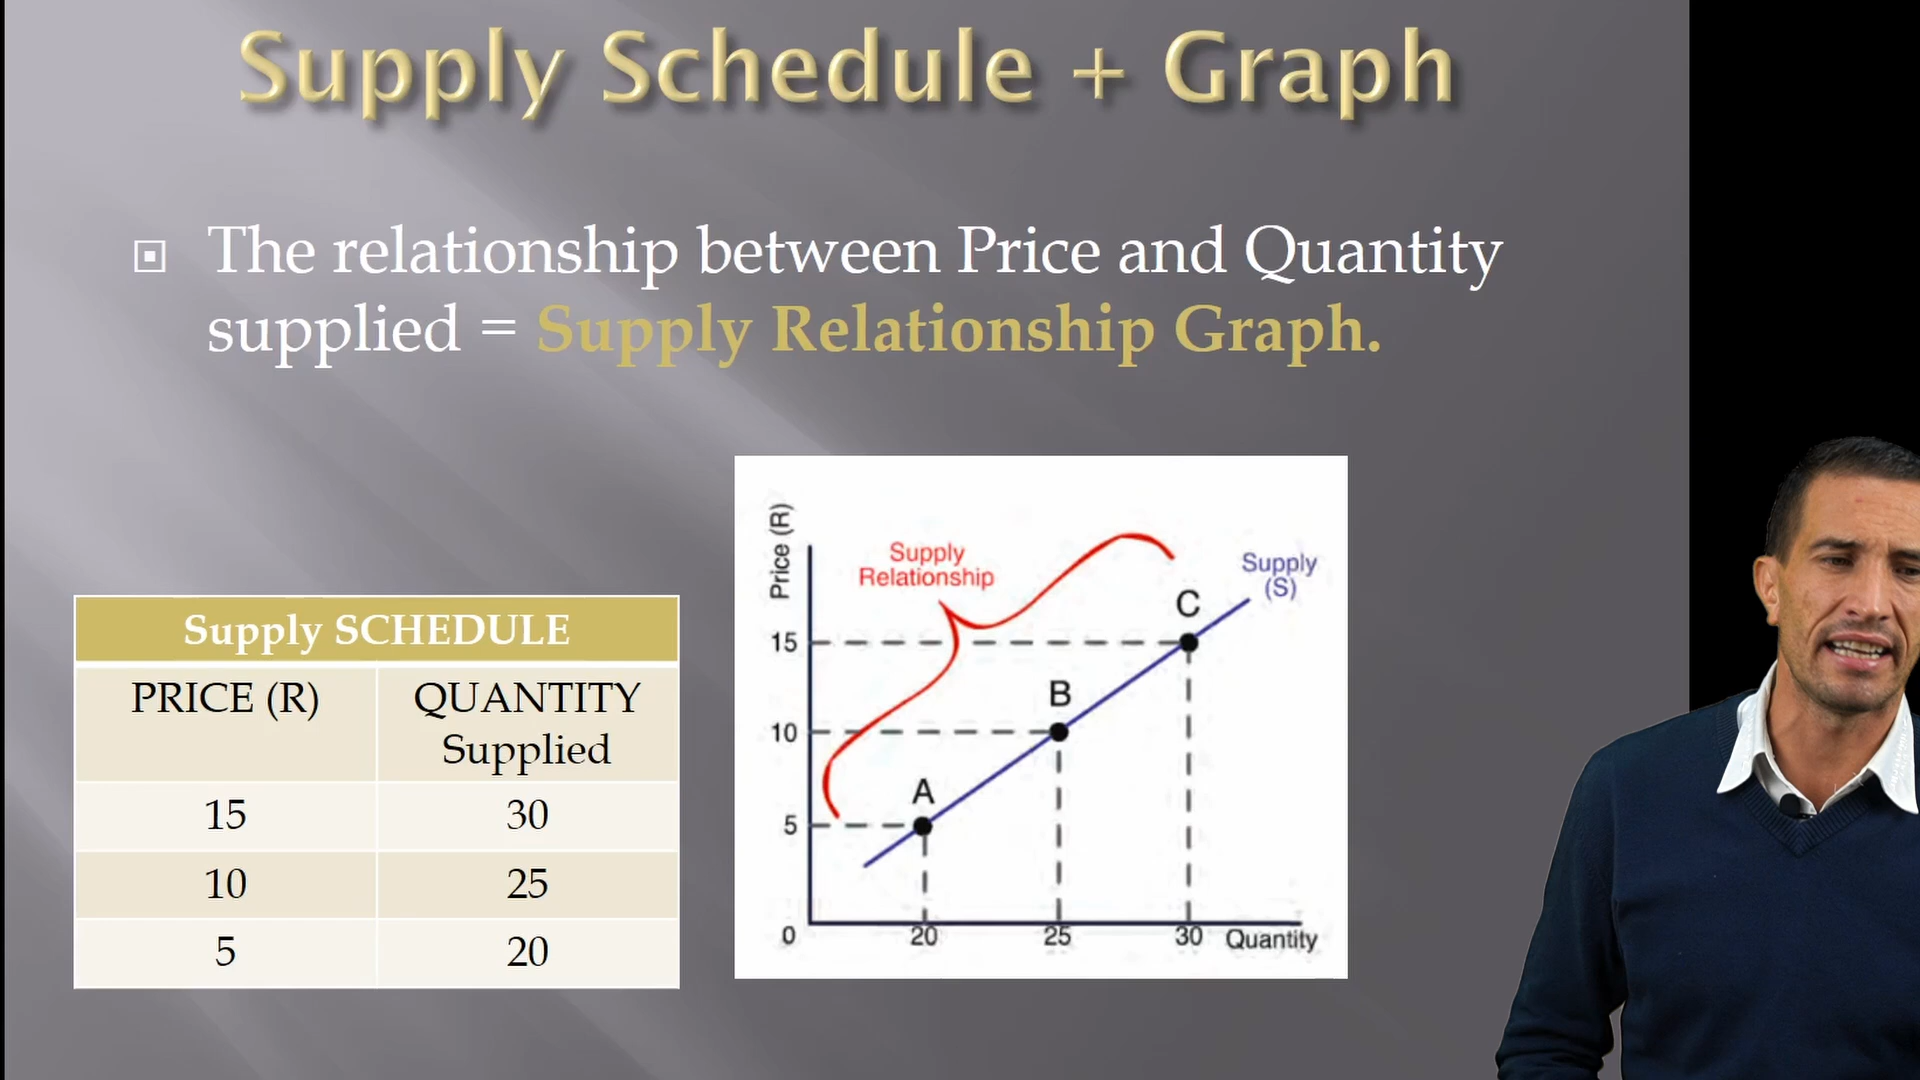 Supply Schedule + Graph
The relationship between Price and Quantity
supplied = Supply Relationship Graph.
Supply SCHEDULE
PRICE (R) QUANTITY
Supplied
15 30
10 25
5 20
Price (R)
Supply
Relationship
Supply
(S)
C
15
B
10
A
5
0 20 25 30 Quantity